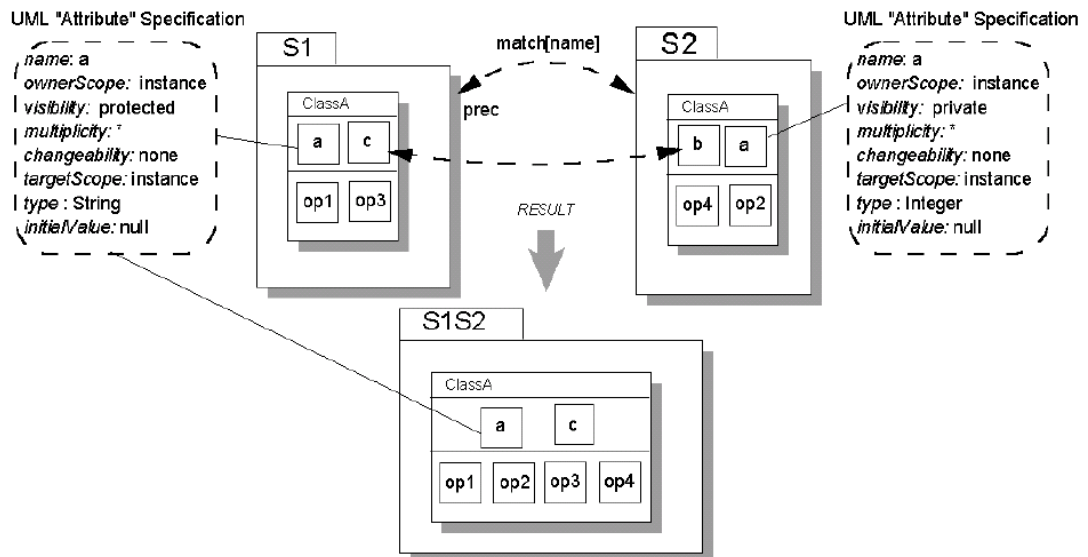 UML "Attribute" Specification
name: a
ownerScope: instance
visibility: protected
multiplicity: *
changeability: none
targetScope: instance
type : String
initialValue: null
S1
ClassA
a c
op1 op3
match[name]
prec
RESULT
S2
ClassA
b a
op4 op2
UML "Attribute" Specification
name: a
ownerScope: instance
visibility: private
multiplicity: *
changeability: none
targetScope: instance
type : Integer
initialValue: null
S1S2
ClassA
a c
op1 op2 op3 op4